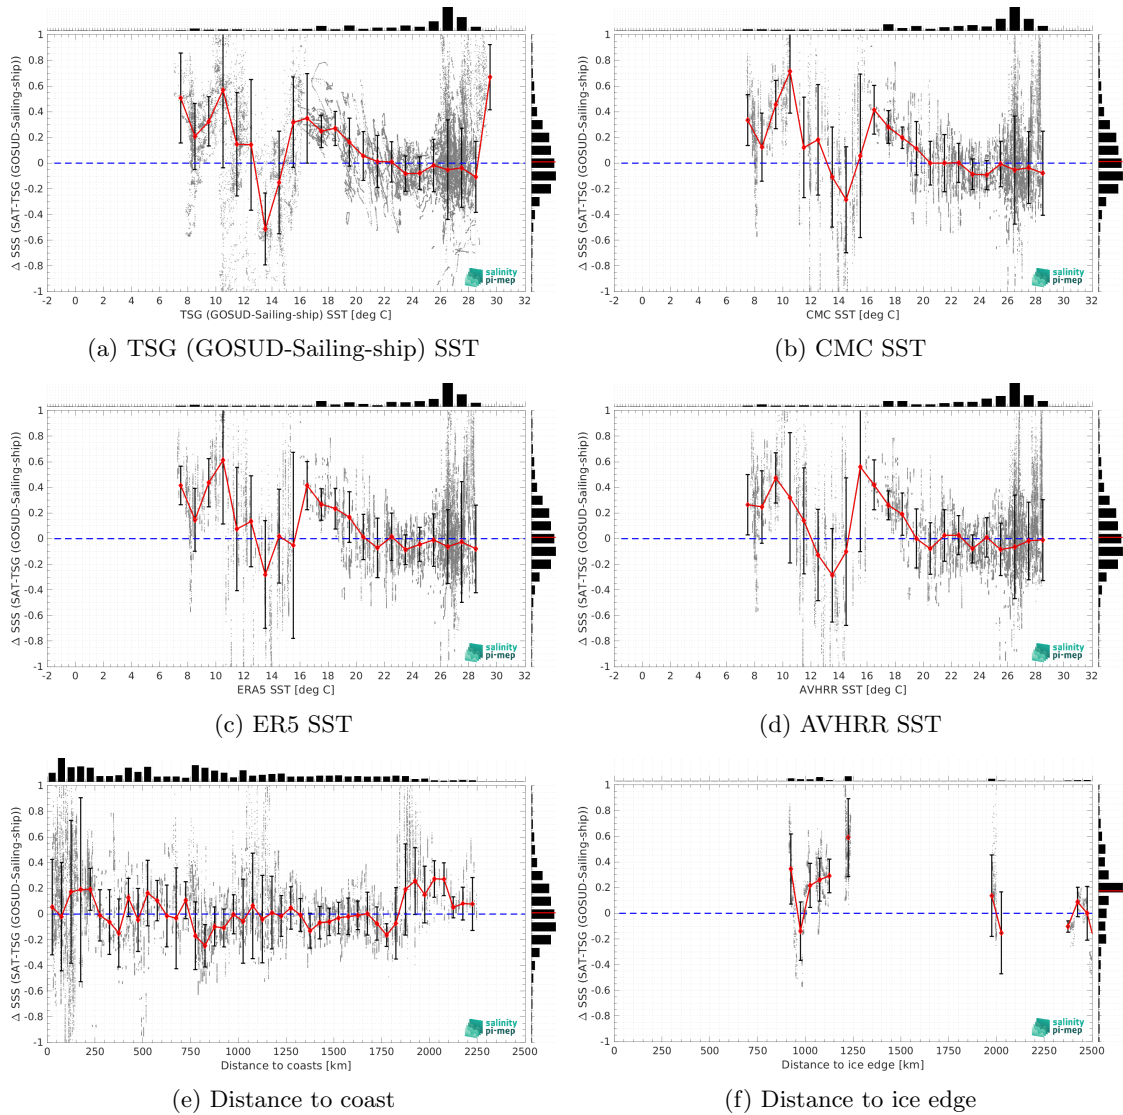 1
0.8
0.6
0.4
0.2
0
-0.2
-0.4
-0.6
-0.8
-1
Δ SSS (SAT-TSG (GOSUD-Sailing-ship))
-2 0 2 4 6 8 10 12 14 16 18 20 22 24 26 28 30 32
TSG (GOSUD-Sailing-ship) SST [deg C]
salinity
pi-mep
(a) TSG (GOSUD-Sailing-ship) SST
1
0.8
0.6
0.4
0.2
0
-0.2
-0.4
-0.6
-0.8
-1
Δ SSS (SAT-TSG (GOSUD-Sailing-ship))
-2 0 2 4 6 8 10 12 14 16 18 20 22 24 26 28 30 32
CMC SST [deg C]
salinity
pi-mep
(b) CMC SST
1
0.8
0.6
0.4
0.2
0
-0.2
-0.4
-0.6
-0.8
-1
Δ SSS (SAT-TSG (GOSUD-Sailing-ship))
-2 0 2 4 6 8 10 12 14 16 18 20 22 24 26 28 30 32
ERA5 SST [deg C]
salinity
pi-mep
(c) ER5 SST
1
0.8
0.6
0.4
0.2
0
-0.2
-0.4
-0.6
-0.8
-1
Δ SSS (SAT-TSG (GOSUD-Sailing-ship))
-2 0 2 4 6 8 10 12 14 16 18 20 22 24 26 28 30 32
AVHRR SST [deg C]
salinity
pi-mep
(d) AVHRR SST
1
0.8
0.6
0.4
0.2
0
-0.2
-0.4
-0.6
-0.8
-1
Δ SSS (SAT-TSG (GOSUD-Sailing-ship))
0 250 500 750 1000 1250 1500 1750 2000 2250 2500
Distance to coasts [km]
salinity
pi-mep
(e) Distance to coast
1
0.8
0.6
0.4
0.2
0
-0.2
-0.4
-0.6
-0.8
-1
Δ SSS (SAT-TSG (GOSUD-Sailing-ship))
0 250 500 750 1000 1250 1500 1750 2000 2250 2500
Distance to ice edge [km]
salinity
pi-mep
(f) Distance to ice edge